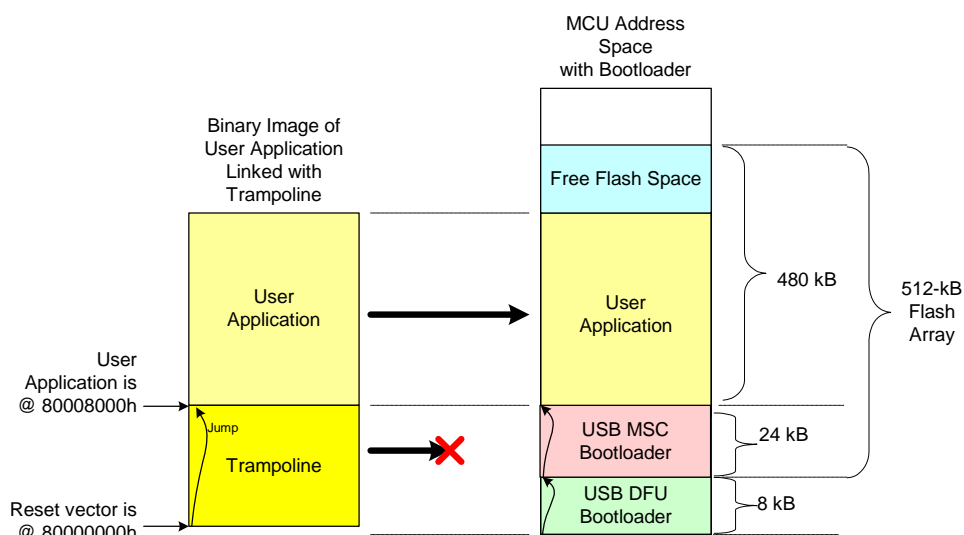 MCU Address
Space
with Bootloader
Binary Image of
User Application
Linked with
Trampoline
Free Flash Space
User
Application
User
Application
480 kB
512-kB
Flash
Array
User
Application is
@ 80008000h
Jump
Trampoline
USB MSC
Bootloader
24 kB
Reset vector is
@ 80000000h
USB DFU
Bootloader
8 kB